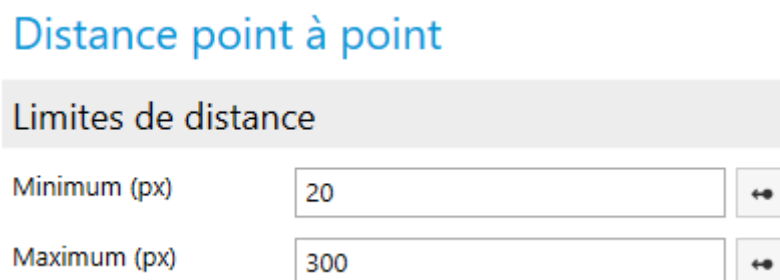 Distance point à point
Limites de distance
Minimum (px) 20
Maximum (px) 300